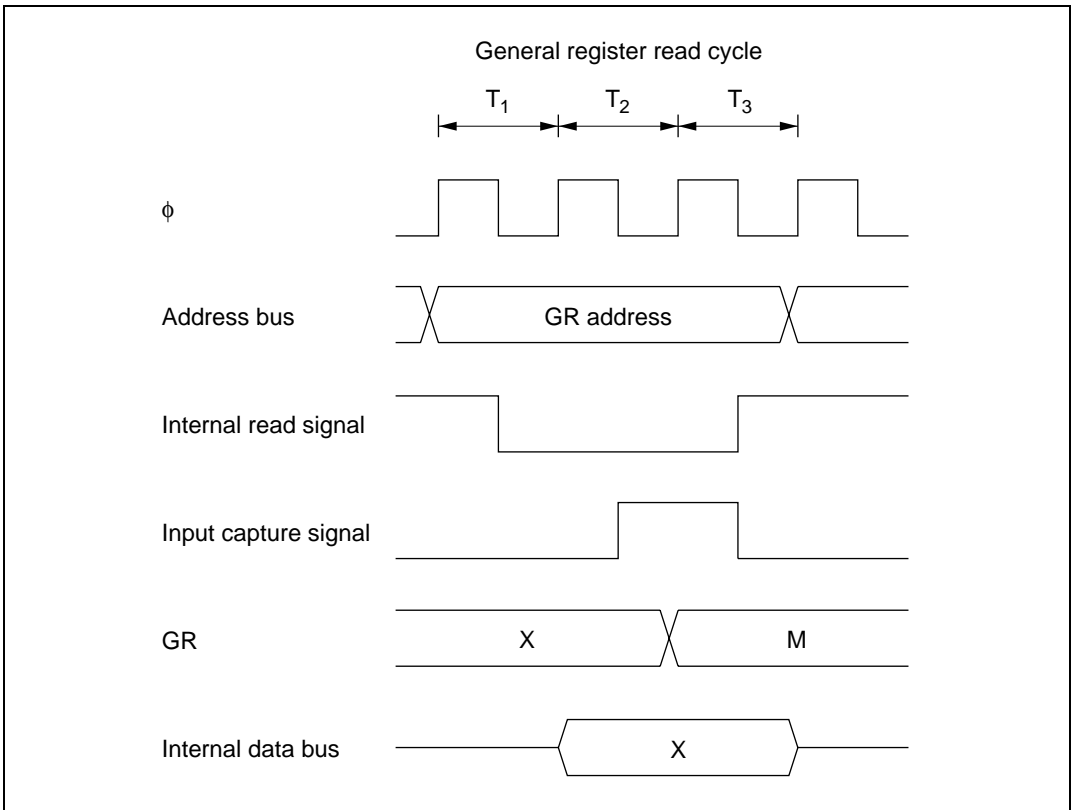 General register read cycle
T1 T2 T3
φ
Address bus GR address
Internal read signal
Input capture signal
GR X M
Internal data bus X